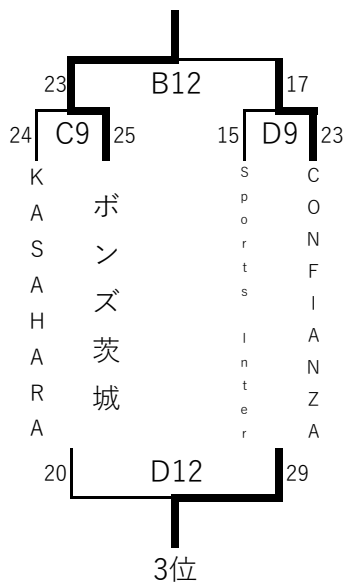 23 B12 17
24 C9 25 15 D9 23
KASAHARA
ボンズ茨城
Sports Inter
CONFIANZA
20 D12 29
3位